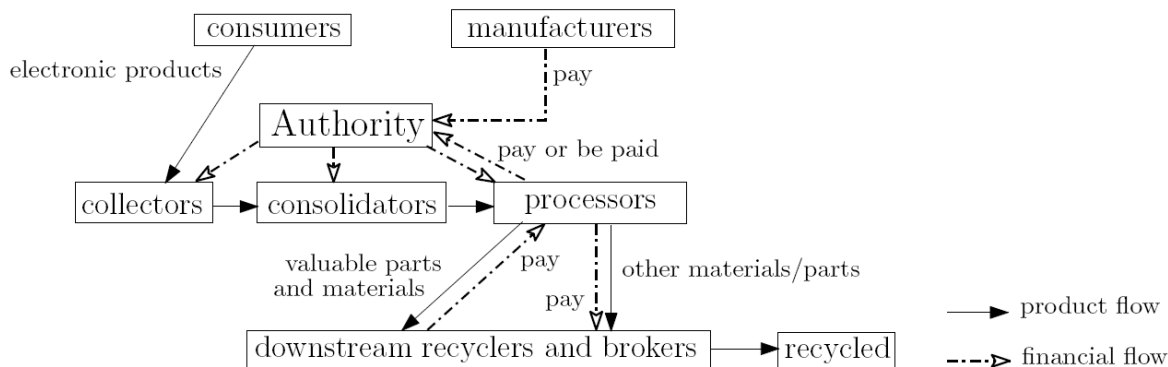 consumers
manufacturers
electronic products
pay
Authority
pay or be paid
collectors
consolidators
processors
valuable parts
and materials
pay
other materials/parts
pay
product flow
downstream recyclers and brokers
recycled
financial flow